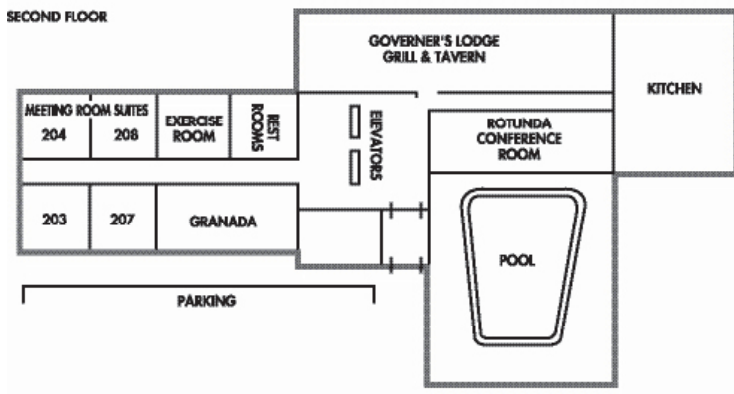 SECOND FLOOR
GOVERNER'S LODGE
GRILL & TAVERN
KITCHEN
MEETING ROOM SUITES
204
208
EXERCISE
ROOM
REST
ROOMS
ELEVATORS
ROTUNDA
CONFERENCE
ROOM
203
207
GRANADA
POOL
PARKING